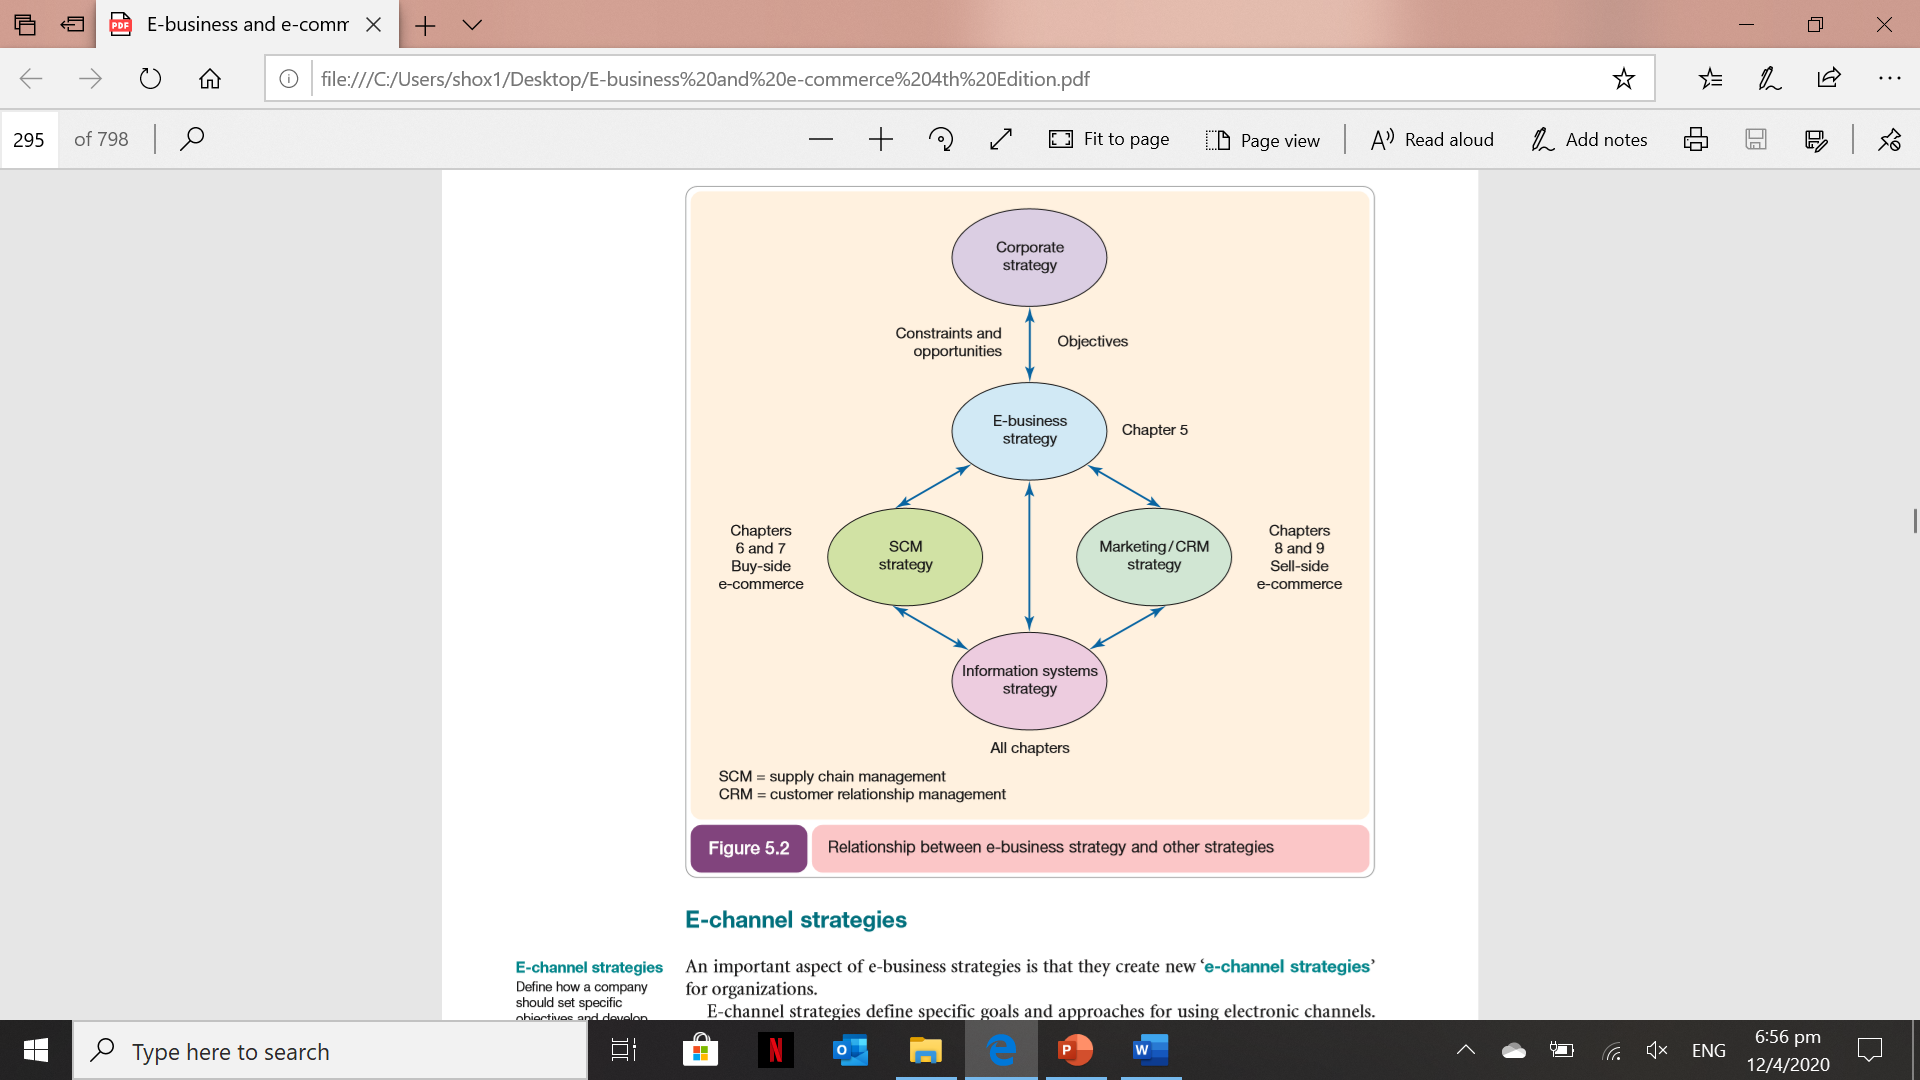 E-business and e-comm
file:///C:/Users/shox1/Desktop/E-business%20and%20e-commerce%204th%20Edition.pdf
295 of 798
Fit to page
Page view
Read aloud
Add notes
Corporate
strategy
Constraints and
opportunities
Objectives
E-business
strategy
Chapter 5
Chapters
6 and 7
Buy-side
e-commerce
SCM
strategy
Marketing/CRM
strategy
Chapters
8 and 9
Sell-side
e-commerce
Information systems
strategy
All chapters
SCM = supply chain management
CRM = customer relationship management
Figure 5.2
Relationship between e-business strategy and other strategies
E-channel strategies
E-channel strategies
Define how a company
should set specific
objectives and develop
An important aspect of e-business strategies is that they create new ‘e-channel strategies’
for organizations.
E-channel strategies define specific goals and approaches for using electronic channels.
Type here to search
ENG
6:56 pm
12/4/2020